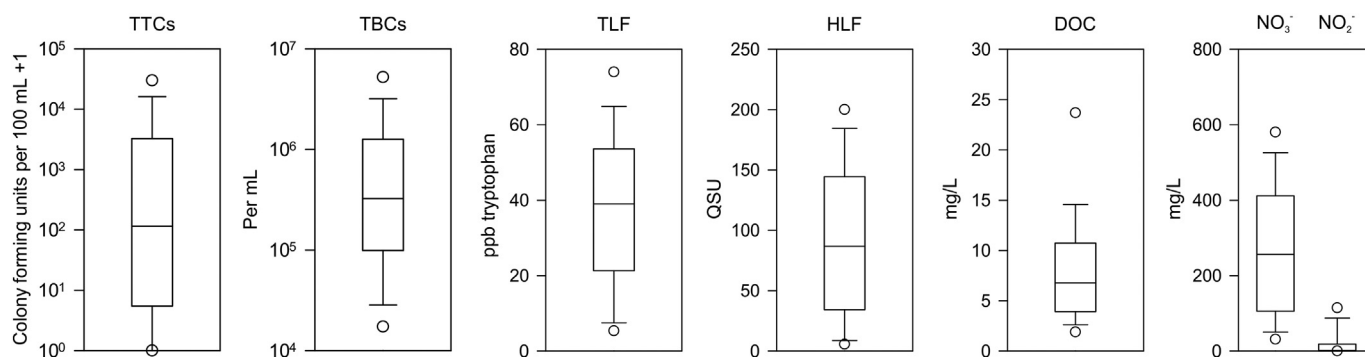 TTCs
Colony forming units per 100 mL +1
10⁵
10⁴
10³
10²
10¹
10⁰
TBCs
Per mL
10⁷
10⁶
10⁵
10⁴
TLF
ppb tryptophan
80
60
40
20
0
HLF
QSU
250
200
150
100
50
0
DOC
mg/L
30
25
20
15
10
5
0
NO₃⁻ NO₂⁻
mg/L
800
600
400
200
0